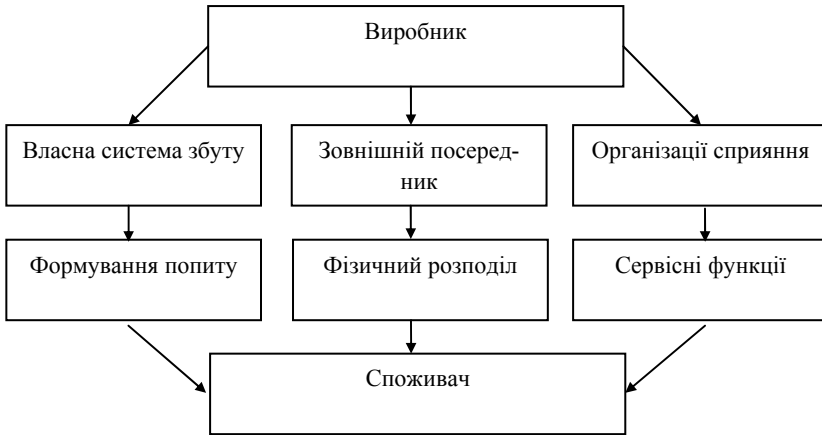 Виробник
Власна система збуту
Зовнішній посеред-
ник
Організації сприяння
Формування попиту
Фізичний розподіл
Сервісні функції
Споживач